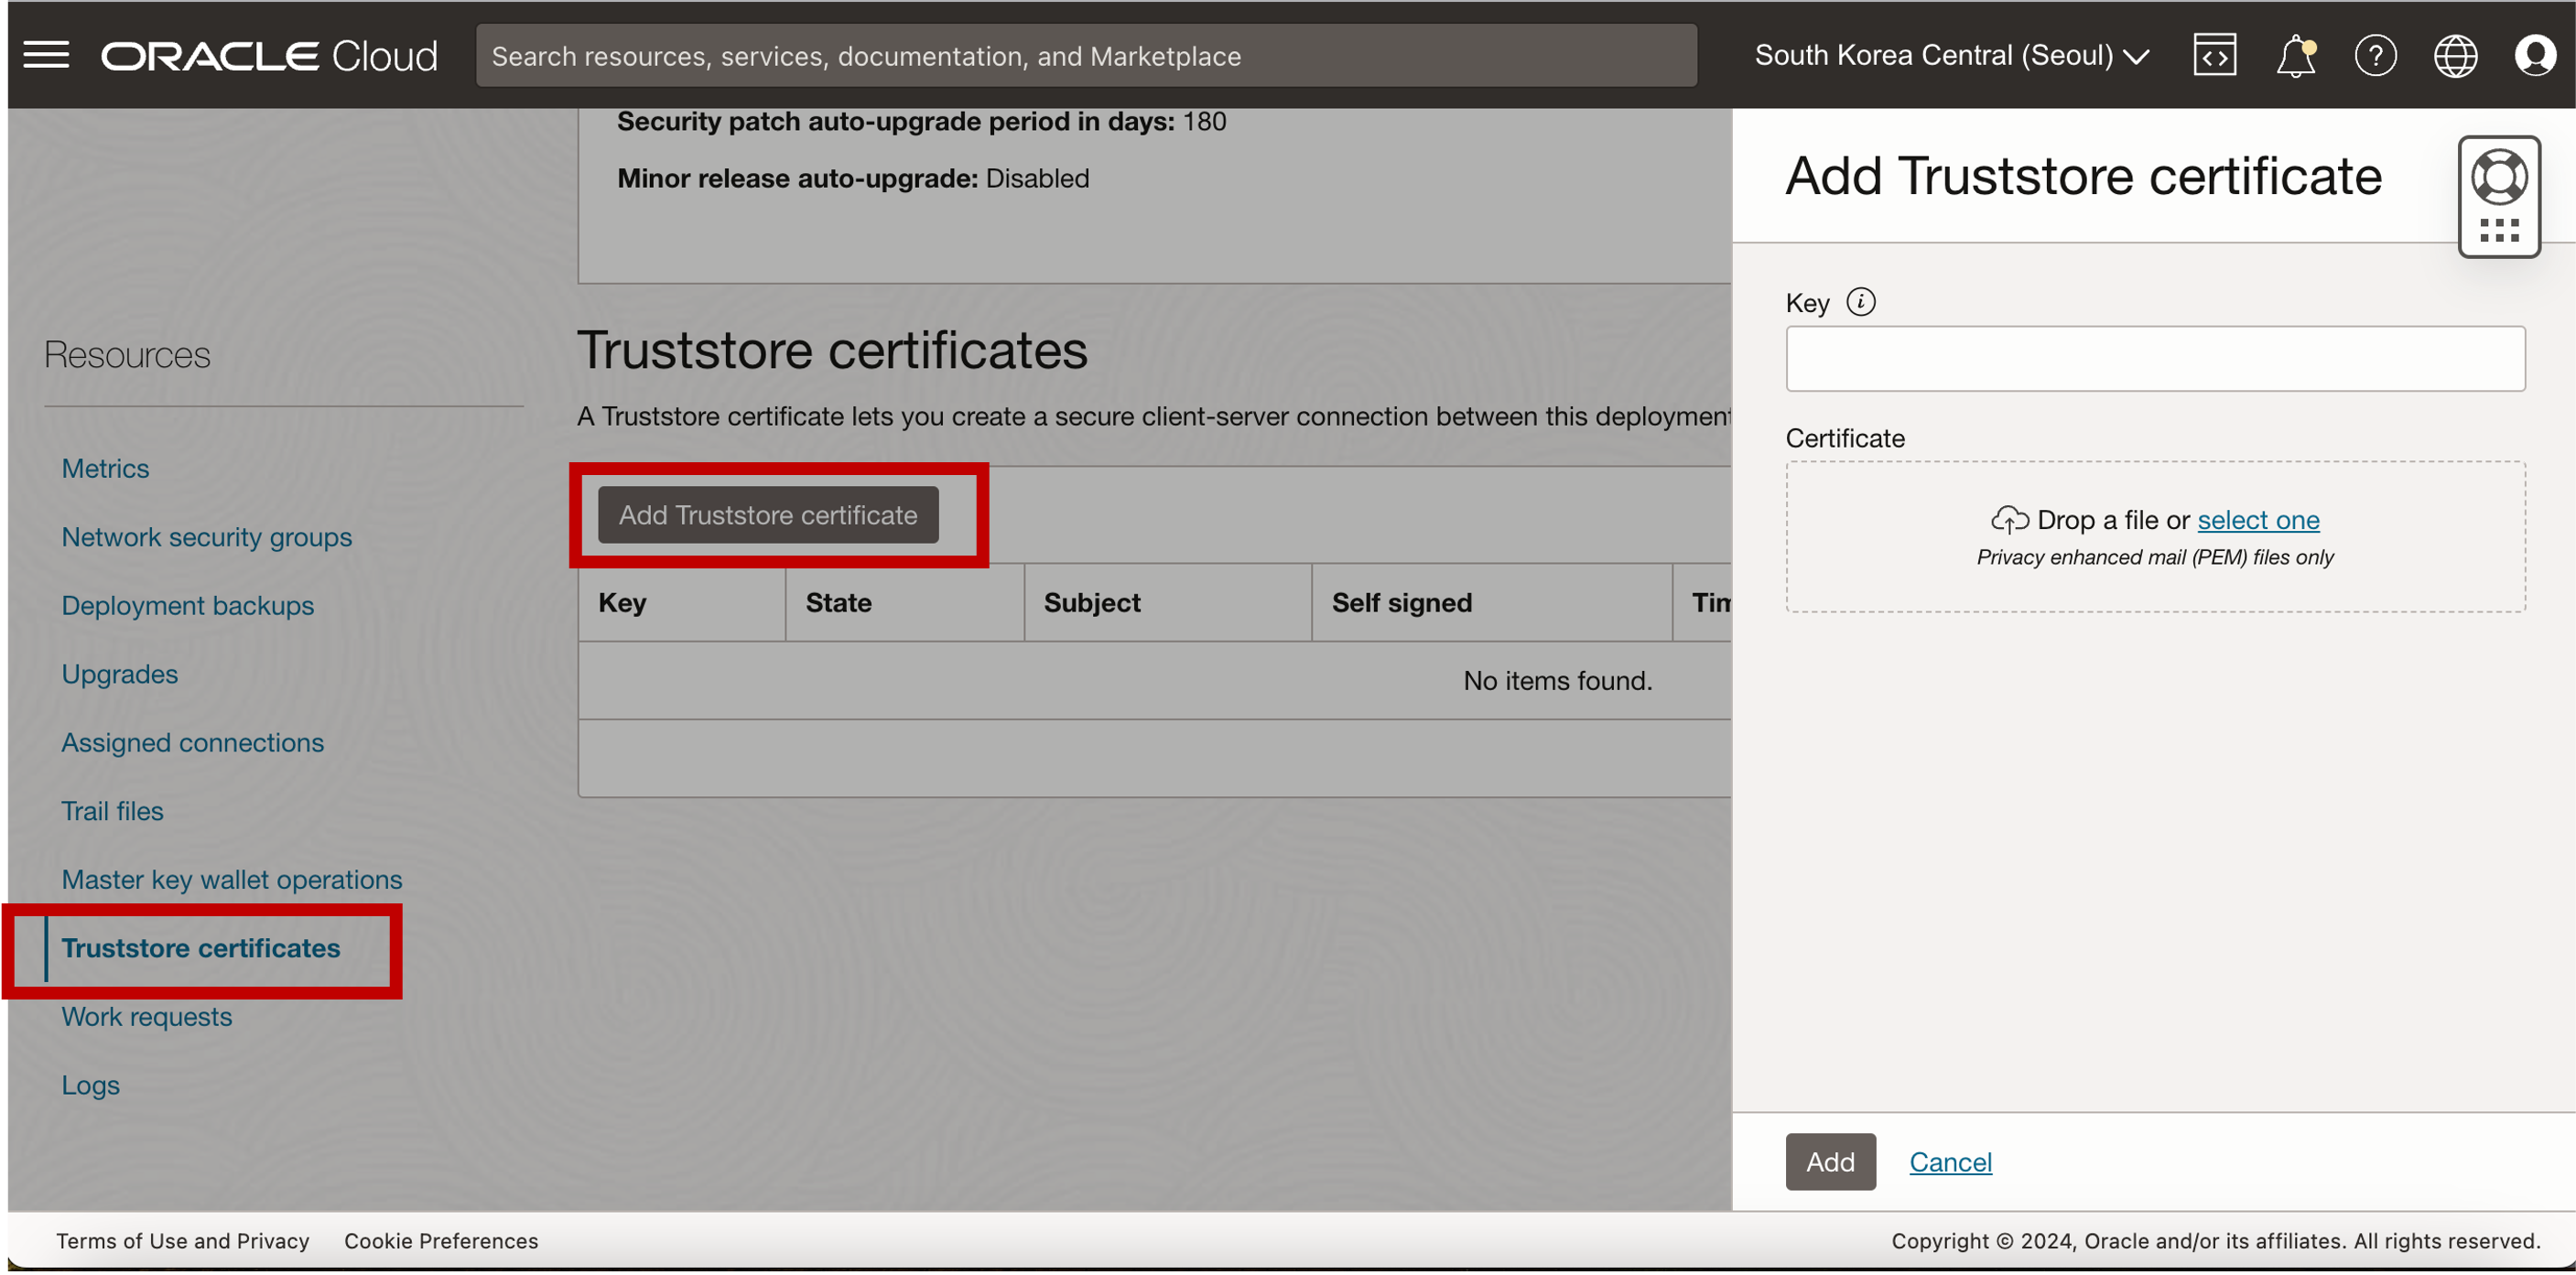 ORACLE Cloud
Search resources, services, documentation, and Marketplace
South Korea Central (Seoul)
Security patch auto-upgrade period in days: 180
Minor release auto-upgrade: Disabled
Resources
Metrics
Network security groups
Deployment backups
Upgrades
Assigned connections
Trail files
Master key wallet operations
Truststore certificates
Work requests
Logs
Truststore certificates
A Truststore certificate lets you create a secure client-server connection between this deployment
Add Truststore certificate
Key State Subject Self signed Tim
No items found.
Add Truststore certificate
Key
Certificate
Drop a file or select one
Privacy enhanced mail (PEM) files only
Add Cancel
Terms of Use and Privacy Cookie Preferences
Copyright © 2024, Oracle and/or its affiliates. All rights reserved.